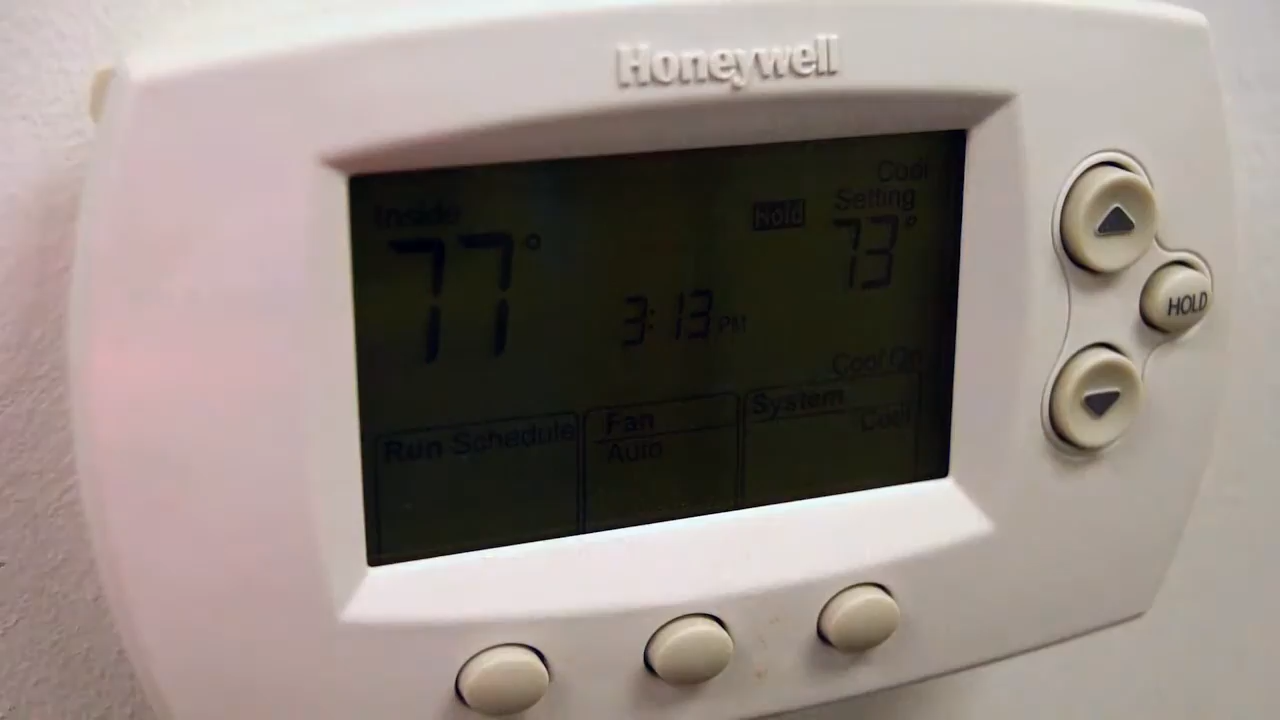 Honeywell
Inside
77°
3:13 PM
Hold
Cool
Setting
73°
Cool On
Run Schedule
Fan
Auto
System
Cool
HOLD